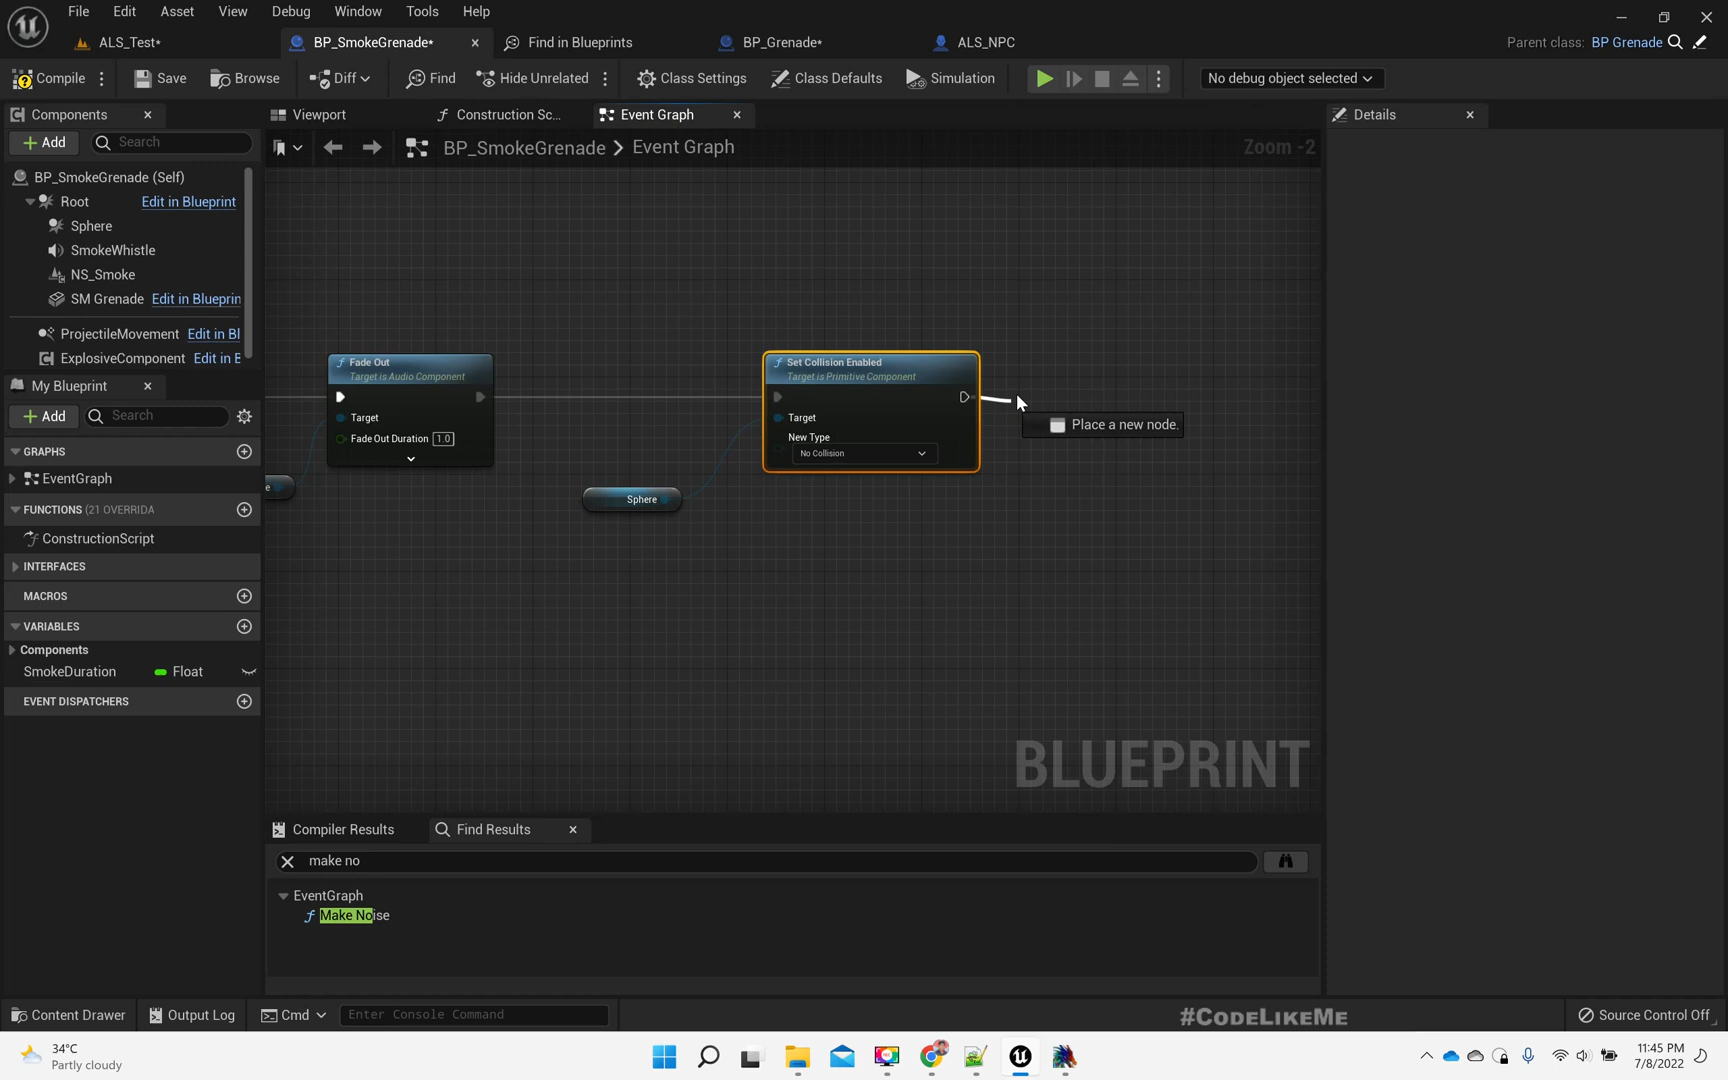 File Edit Asset View Debug Window Tools Help
ALS_Test* BP_SmokeGrenade* Find in Blueprints BP_Grenade* ALS_NPC Parent class: BP Grenade
Compile Save Browse Diff Find Hide Unrelated Class Settings Class Defaults Simulation No debug object selected
Components Viewport Construction Sc... Event Graph Details
Add Search BP_SmokeGrenade > Event Graph Zoom -2
BP_SmokeGrenade (Self)
Root Edit in Blueprint
Sphere
SmokeWhistle
NS_Smoke
SM Grenade Edit in Blueprin
ProjectileMovement Edit in Bl
ExplosiveComponent Edit in E
My Blueprint
Add Search
GRAPHS
EventGraph
FUNCTIONS (21 OVERRIDA
ConstructionScript
INTERFACES
MACROS
VARIABLES
Components
SmokeDuration Float
EVENT DISPATCHERS
Fade Out
Target is Audio Component
Target
Fade Out Duration 1.0
e
Sphere
Set Collision Enabled
Target is Primitive Component
Target
New Type
No Collision
Place a new node.
BLUEPRINT
Compiler Results Find Results
make no
EventGraph
Make Noise
Content Drawer Output Log Cmd Enter Console Command #CODELIKEME Source Control Off
34°C
Partly cloudy
11:45 PM
7/8/2022